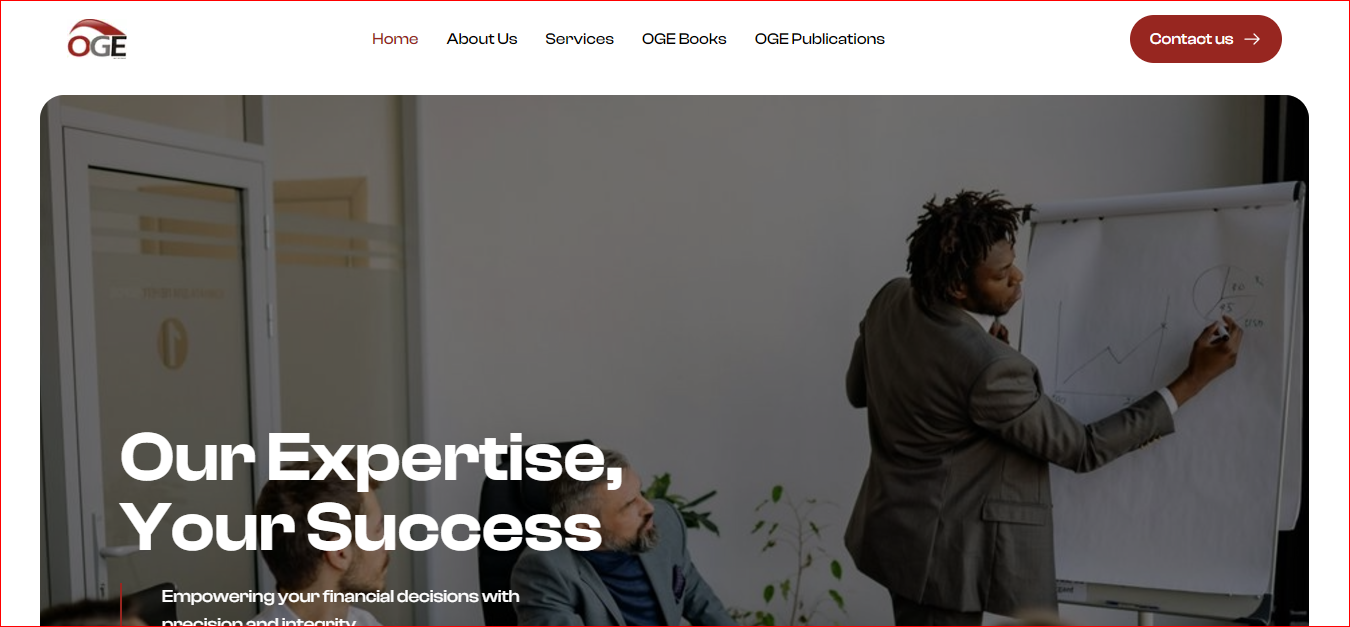 OGE
Home
About Us
Services
OGE Books
OGE Publications
Contact us
Our Expertise,
Your Success
Empowering your financial decisions with
precision and integrity